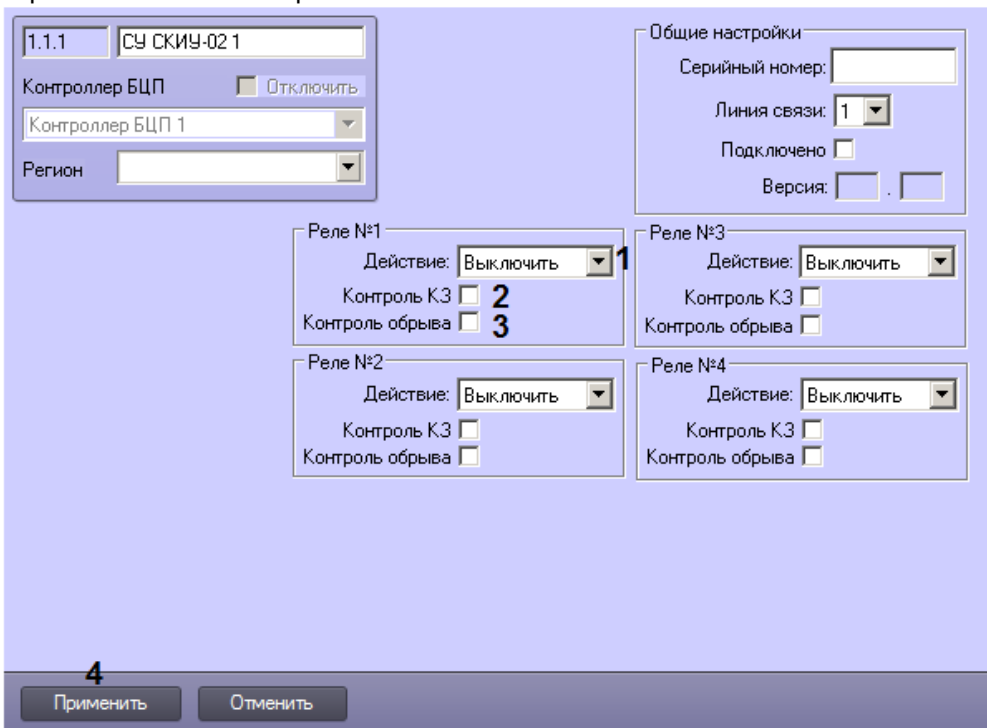 1.1.1 СУ СКИУ-02 1
Контроллер БЦП Отключить
Контроллер БЦП 1
Регион
Общие настройки
Серийный номер:
Линия связи: 1
Подключено
Версия: .
Реле №1
Действие: Выключить 1
Контроль КЗ 2
Контроль обрыва 3
Реле №3
Действие: Выключить
Контроль КЗ
Контроль обрыва
Реле №2
Действие: Выключить
Контроль КЗ
Контроль обрыва
Реле №4
Действие: Выключить
Контроль КЗ
Контроль обрыва
4
Применить Отменить